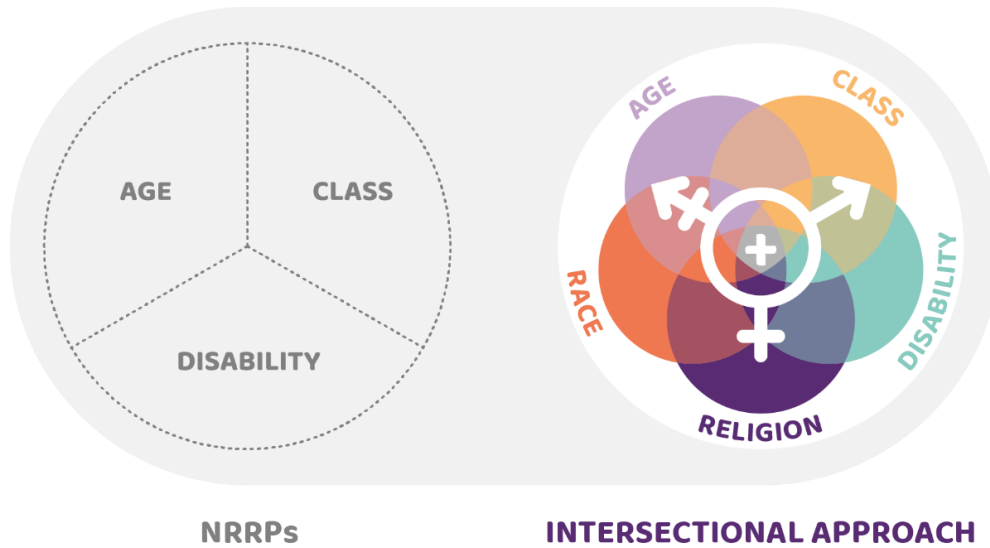 AGE
CLASS
DISABILITY
NRRPs
AGE
CLASS
RACE
DISABILITY
RELIGION
INTERSECTIONAL APPROACH